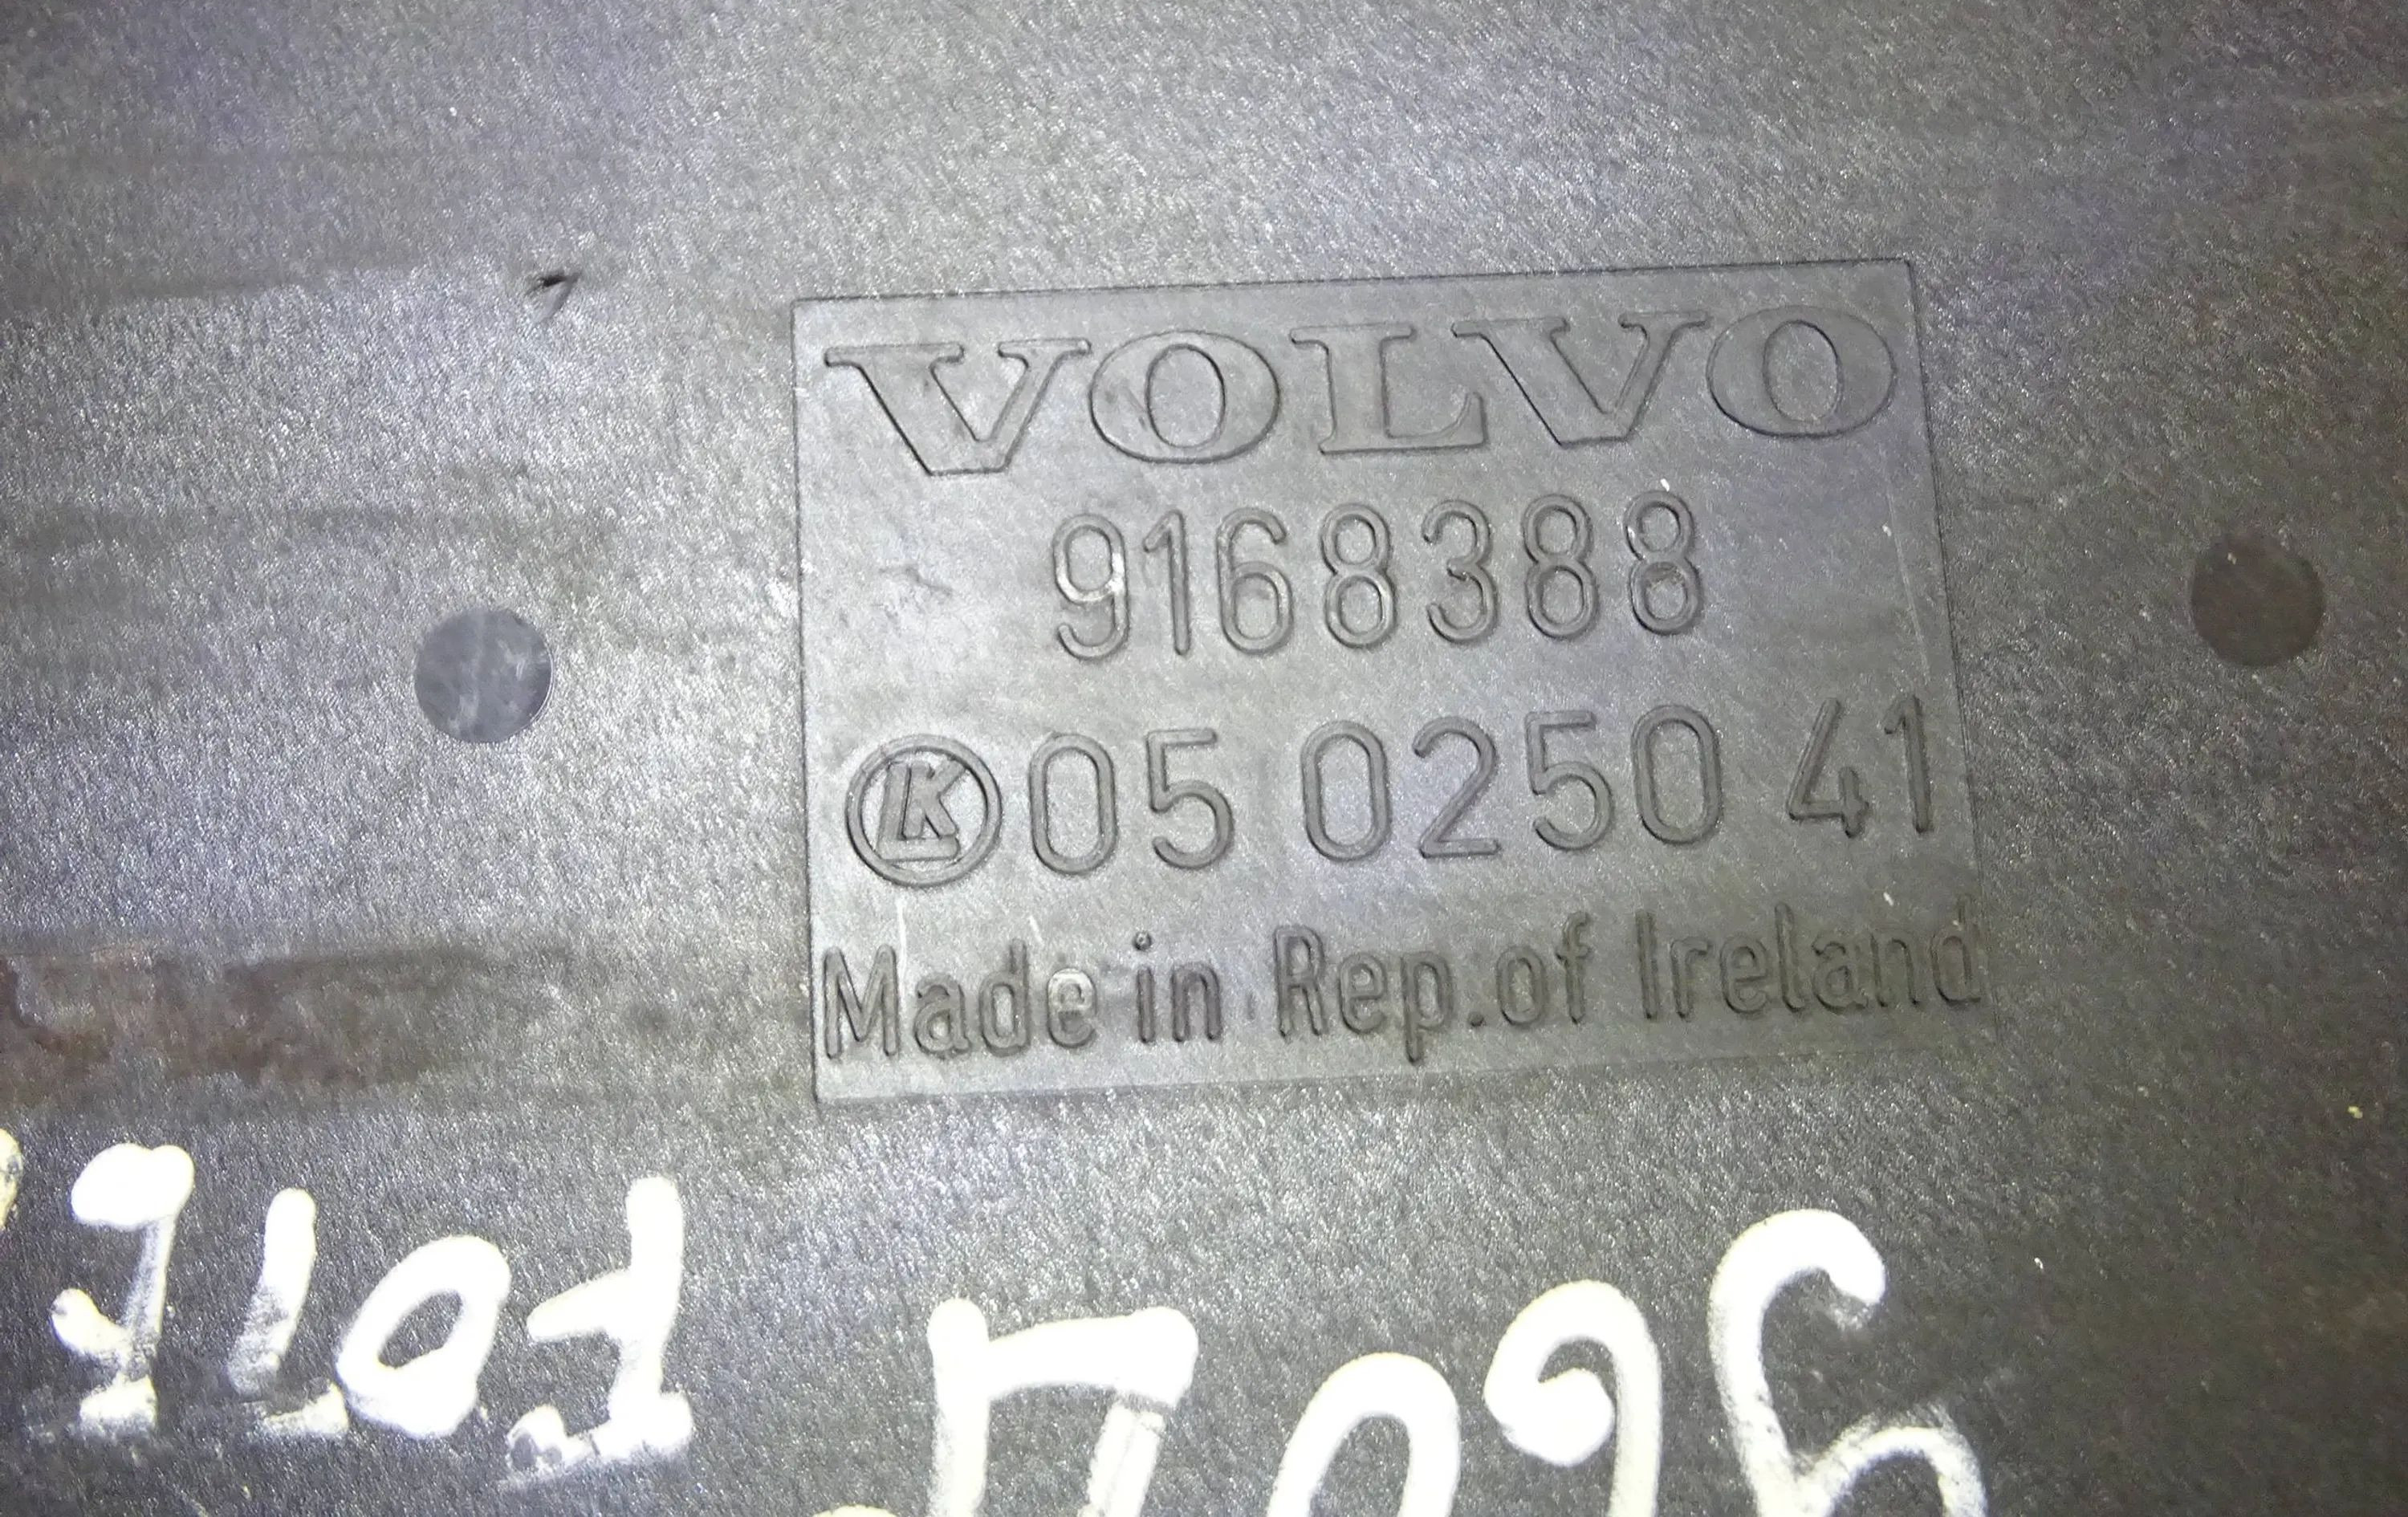 VOLVO
9168388
LK 05 0250 41
Made in Rep.of Ireland